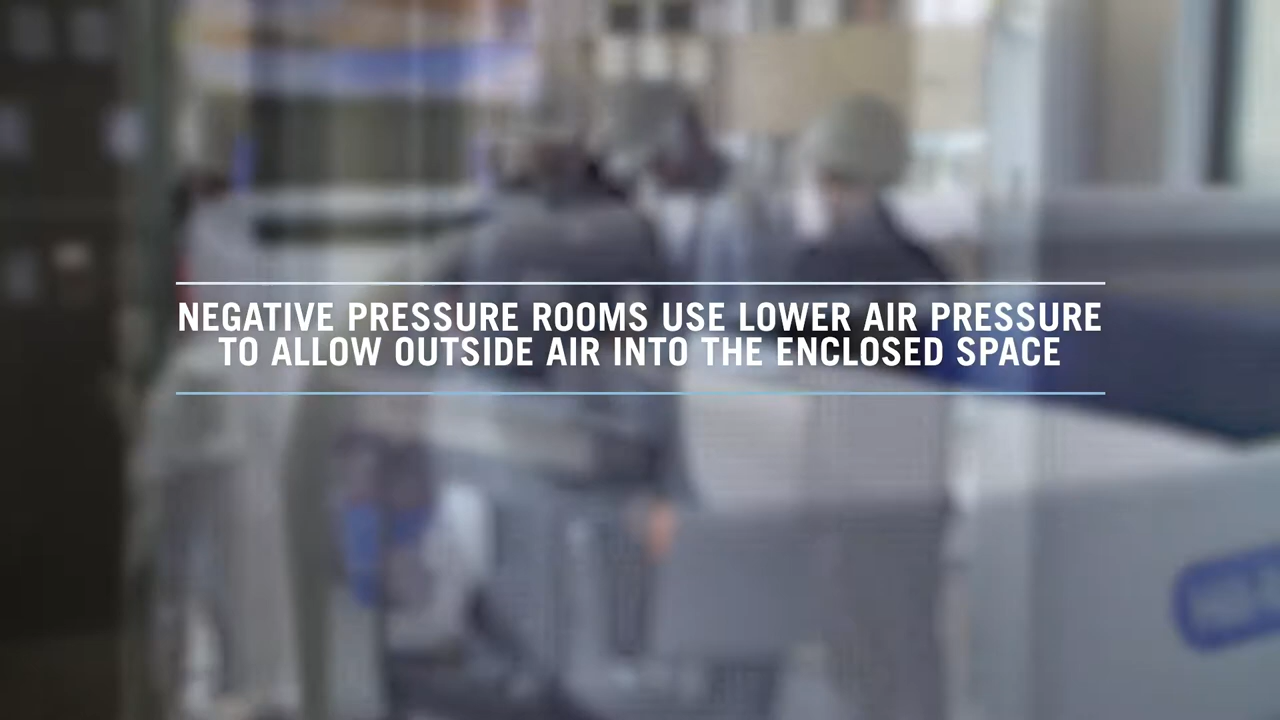 NEGATIVE PRESSURE ROOMS USE LOWER AIR PRESSURE
TO ALLOW OUTSIDE AIR INTO THE ENCLOSED SPACE